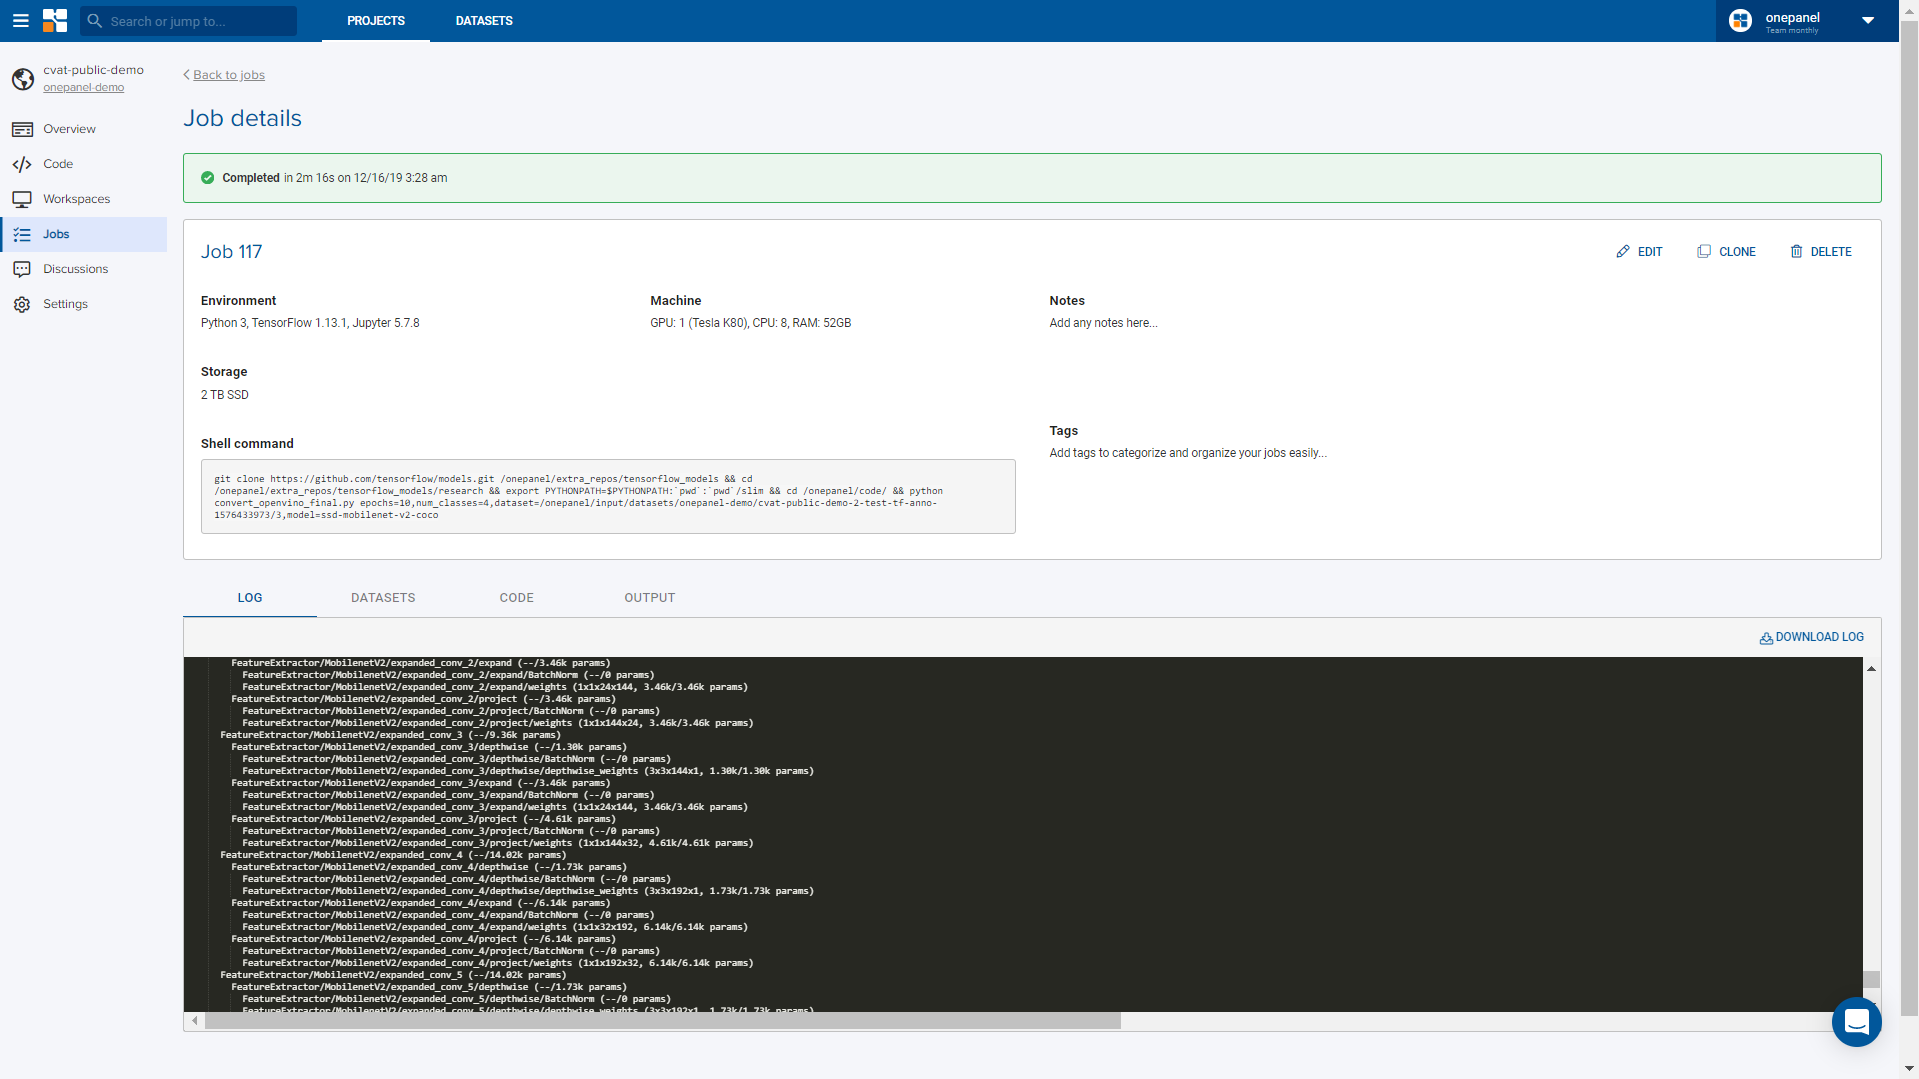 Search or jump to...
PROJECTS
DATASETS
onepanel
Team monthly
cvat-public-demo
onepanel-demo
Overview
Code
Workspaces
Jobs
Discussions
Settings
Back to jobs
Job details
Completed in 2m 16s on 12/16/19 3:28 am
Job 117
EDIT
CLONE
DELETE
Environment
Python 3, TensorFlow 1.13.1, Jupyter 5.7.8
Machine
GPU: 1 (Tesla K80), CPU: 8, RAM: 52GB
Notes
Add any notes here...
Storage
2 TB SSD
Tags
Add tags to categorize and organize your jobs easily...
Shell command
git clone https://github.com/tensorflow/models.git /onepanel/extra_repos/tensorflow_models && cd
/onepanel/extra_repos/tensorflow_models/research && export PYTHONPATH=$PYTHONPATH:`pwd`:`pwd`/slim && cd /onepanel/code/ && python
convert_openvino_final.py epochs=10,num_classes=4,dataset=/onepanel/input/datasets/onepanel-demo/cvat-public-demo-2-test-tf-anno-
1576433973/3,model=ssd-mobilenet-v2-coco
LOG
DATASETS
CODE
OUTPUT
DOWNLOAD LOG
FeatureExtractor/MobilenetV2/expanded_conv_2/expand (--/3.46k params)
FeatureExtractor/MobilenetV2/expanded_conv_2/expand/BatchNorm (--/0 params)
FeatureExtractor/MobilenetV2/expanded_conv_2/expand/weights (1x1x24x144, 3.46k/3.46k params)
FeatureExtractor/MobilenetV2/expanded_conv_2/project (--/3.46k params)
FeatureExtractor/MobilenetV2/expanded_conv_2/project/BatchNorm (--/0 params)
FeatureExtractor/MobilenetV2/expanded_conv_2/project/weights (1x1x144x24, 3.46k/3.46k params)
FeatureExtractor/MobilenetV2/expanded_conv_3 (--/9.36k params)
FeatureExtractor/MobilenetV2/expanded_conv_3/depthwise (--/1.30k params)
FeatureExtractor/MobilenetV2/expanded_conv_3/depthwise/BatchNorm (--/0 params)
FeatureExtractor/MobilenetV2/expanded_conv_3/depthwise/depthwise_weights (3x3x144x1, 1.30k/1.30k params)
FeatureExtractor/MobilenetV2/expanded_conv_3/expand (--/3.46k params)
FeatureExtractor/MobilenetV2/expanded_conv_3/expand/BatchNorm (--/0 params)
FeatureExtractor/MobilenetV2/expanded_conv_3/expand/weights (1x1x24x144, 3.46k/3.46k params)
FeatureExtractor/MobilenetV2/expanded_conv_3/project (--/4.61k params)
FeatureExtractor/MobilenetV2/expanded_conv_3/project/BatchNorm (--/0 params)
FeatureExtractor/MobilenetV2/expanded_conv_3/project/weights (1x1x144x32, 4.61k/4.61k params)
FeatureExtractor/MobilenetV2/expanded_conv_4 (--/14.02k params)
FeatureExtractor/MobilenetV2/expanded_conv_4/depthwise (--/1.73k params)
FeatureExtractor/MobilenetV2/expanded_conv_4/depthwise/BatchNorm (--/0 params)
FeatureExtractor/MobilenetV2/expanded_conv_4/depthwise/depthwise_weights (3x3x192x1, 1.73k/1.73k params)
FeatureExtractor/MobilenetV2/expanded_conv_4/expand (--/6.14k params)
FeatureExtractor/MobilenetV2/expanded_conv_4/expand/BatchNorm (--/0 params)
FeatureExtractor/MobilenetV2/expanded_conv_4/expand/weights (1x1x32x192, 6.14k/6.14k params)
FeatureExtractor/MobilenetV2/expanded_conv_4/project (--/6.14k params)
FeatureExtractor/MobilenetV2/expanded_conv_4/project/BatchNorm (--/0 params)
FeatureExtractor/MobilenetV2/expanded_conv_4/project/weights (1x1x192x32, 6.14k/6.14k params)
FeatureExtractor/MobilenetV2/expanded_conv_5 (--/14.02k params)
FeatureExtractor/MobilenetV2/expanded_conv_5/depthwise (--/1.73k params)
FeatureExtractor/MobilenetV2/expanded_conv_5/depthwise/BatchNorm (--/0 params)
FeatureExtractor/MobilenetV2/expanded_conv_5/depthwise/depthwise_weights (3x3x192x1, 1.73k/1.73k params)